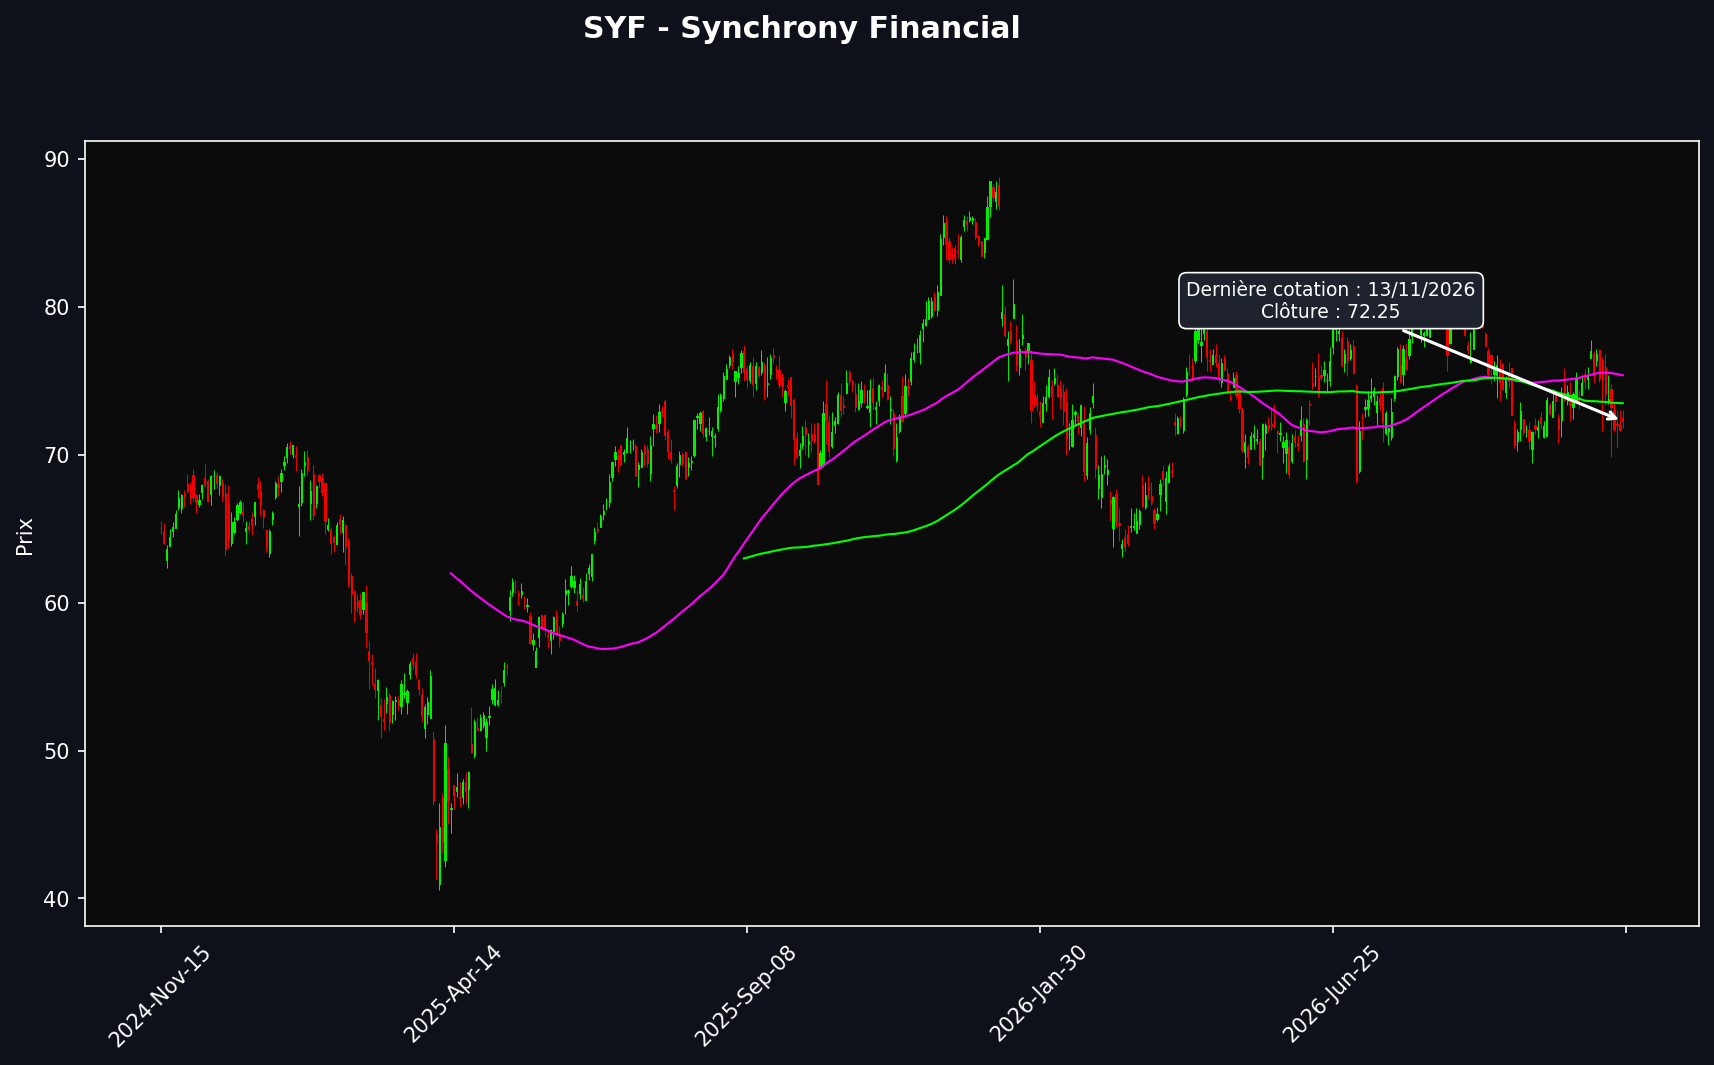 SYF - Synchrony Financial
90
80
70
60
50
40
Prix
Dernière cotation : 13/11/2026
Clôture : 72.25
2024-Nov-15
2025-Apr-14
2025-Sep-08
2026-Jan-30
2026-Jun-25